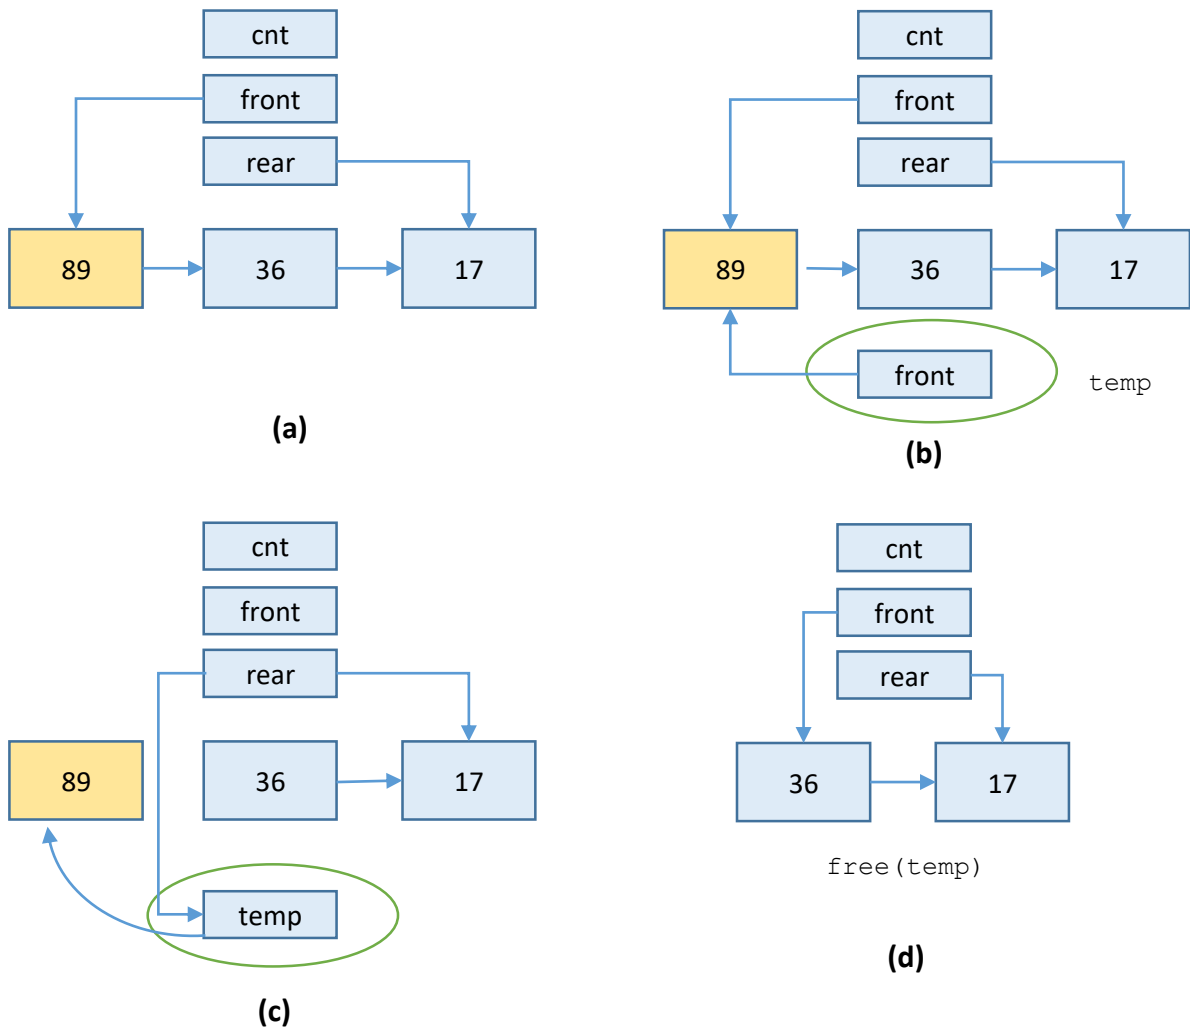 cnt
front
rear
89
36
17
(a)
cnt
front
rear
89
36
17
front
temp
(b)
cnt
front
rear
89
36
17
temp
(c)
cnt
front
rear
36
17
free(temp)
(d)